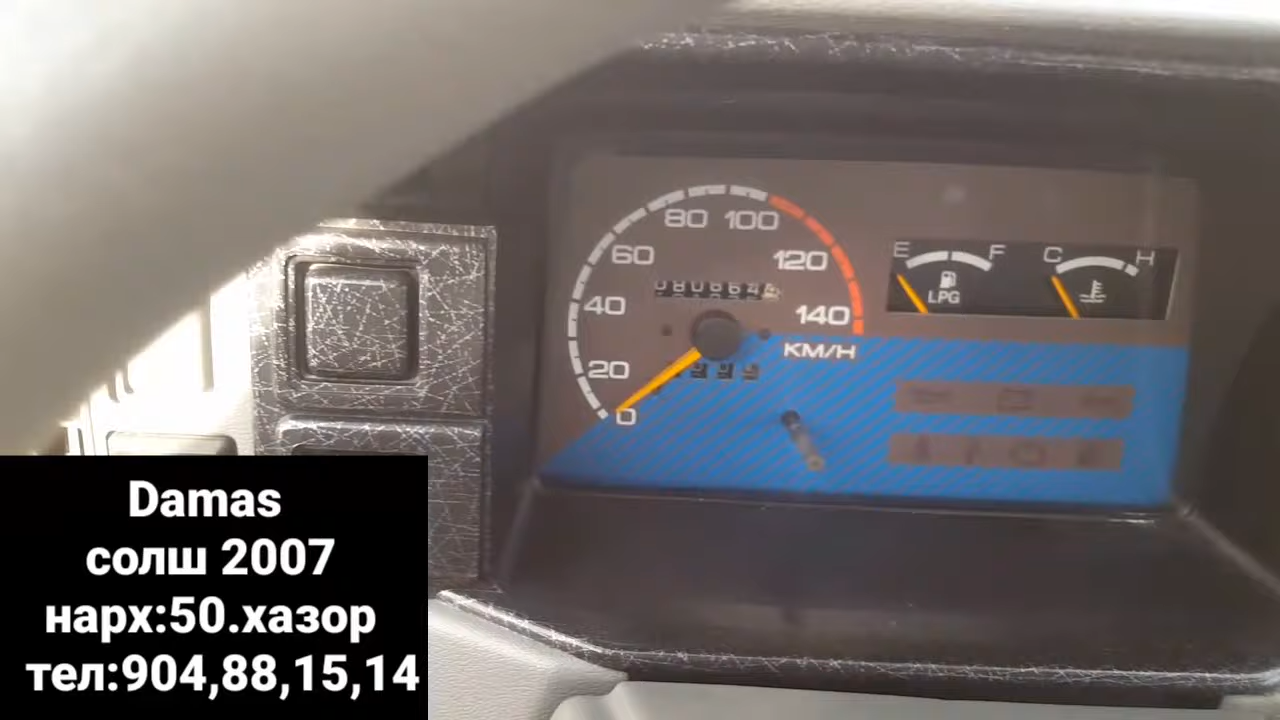 80 100
60
120
40
140
20
0
KM/H
E F
LPG
C H
Damas
солш 2007
нарх:50.хазор
тел:904,88,15,14